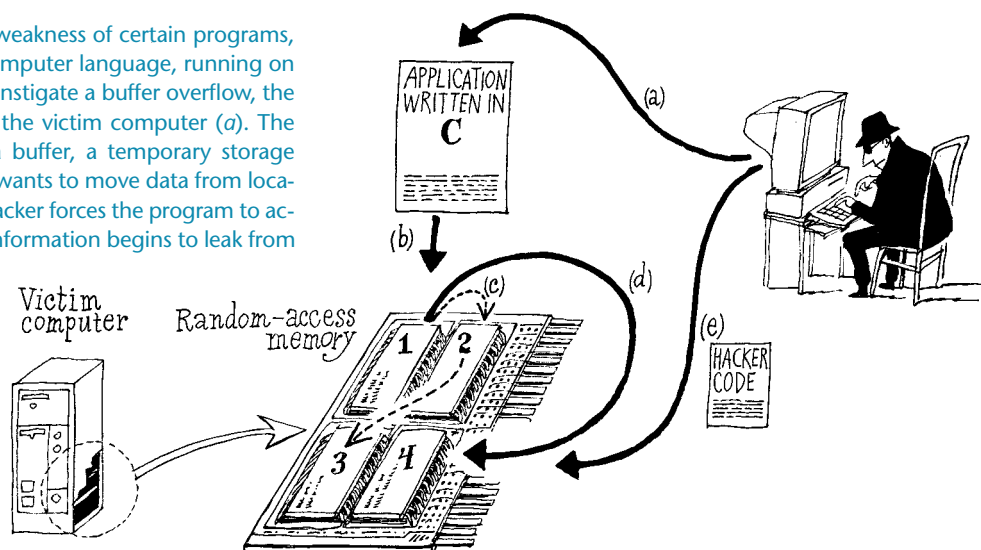 weakness of certain programs,
omputer language, running on
nstigate a buffer overflow, the
the victim computer (a). The
buffer, a temporary storage
wants to move data from loca-
acker forces the program to ac-
nformation begins to leak from
APPLICATION
WRITTEN IN
C
(a)
(b)
(c)
(d)
(e)
HACKER
CODE
Victim
computer
Random-access
memory
1
2
3
4